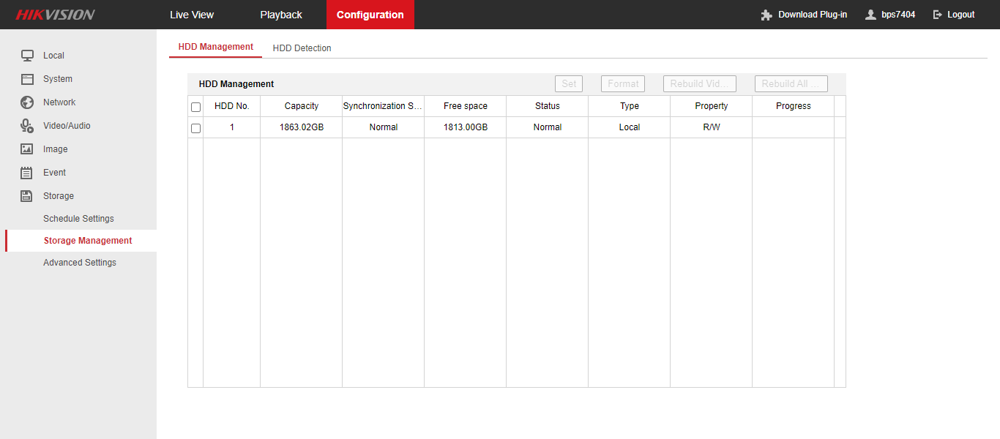 HIKVISION Live View Playback Configuration Download Plug-in bps7404 Logout
Local
System
Network
Video/Audio
Image
Event
Storage
Schedule Settings
Storage Management
Advanced Settings
HDD Management HDD Detection
HDD Management Set Format Rebuild Vid... Rebuild All ...
HDD No. Capacity Synchronization S... Free space Status Type Property Progress
1 1863.02GB Normal 1813.00GB Normal Local R/W